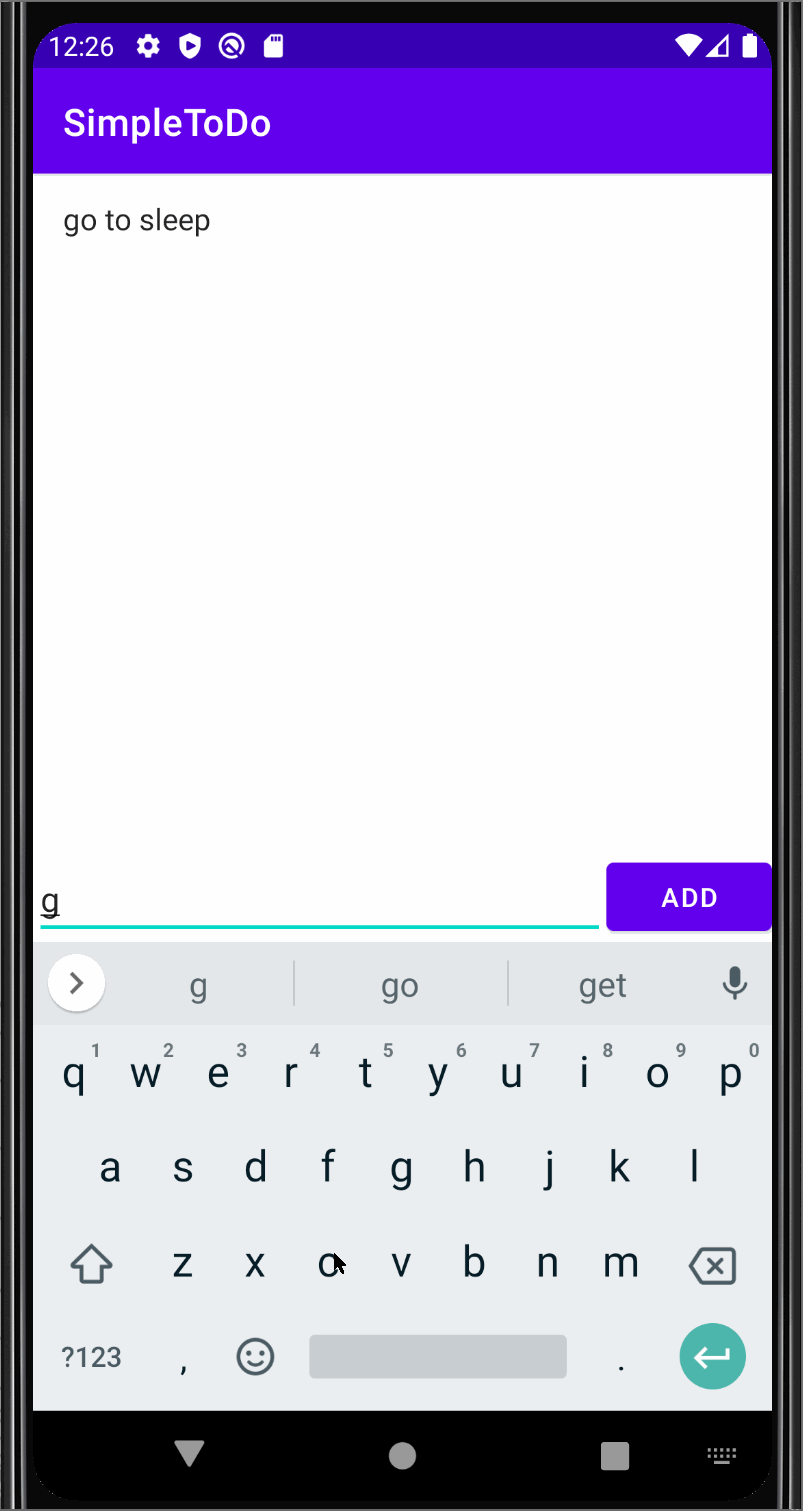 12:26
SimpleToDo
go to sleep
g
ADD
g go get
1 2 3 4 5 6 7 8 9 0
q w e r t y u i o p
a s d f g h j k l
z x c v b n m
?123 , .